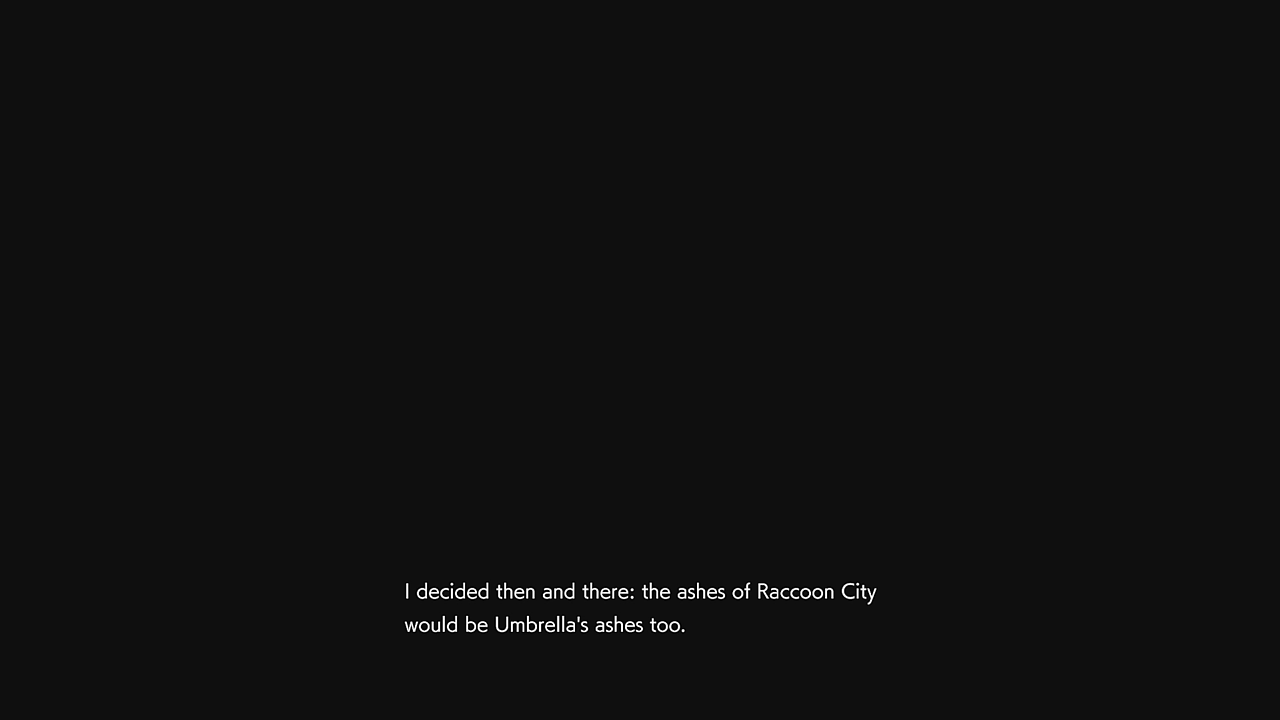 I decided then and there: the ashes of Raccoon City
would be Umbrella's ashes too.